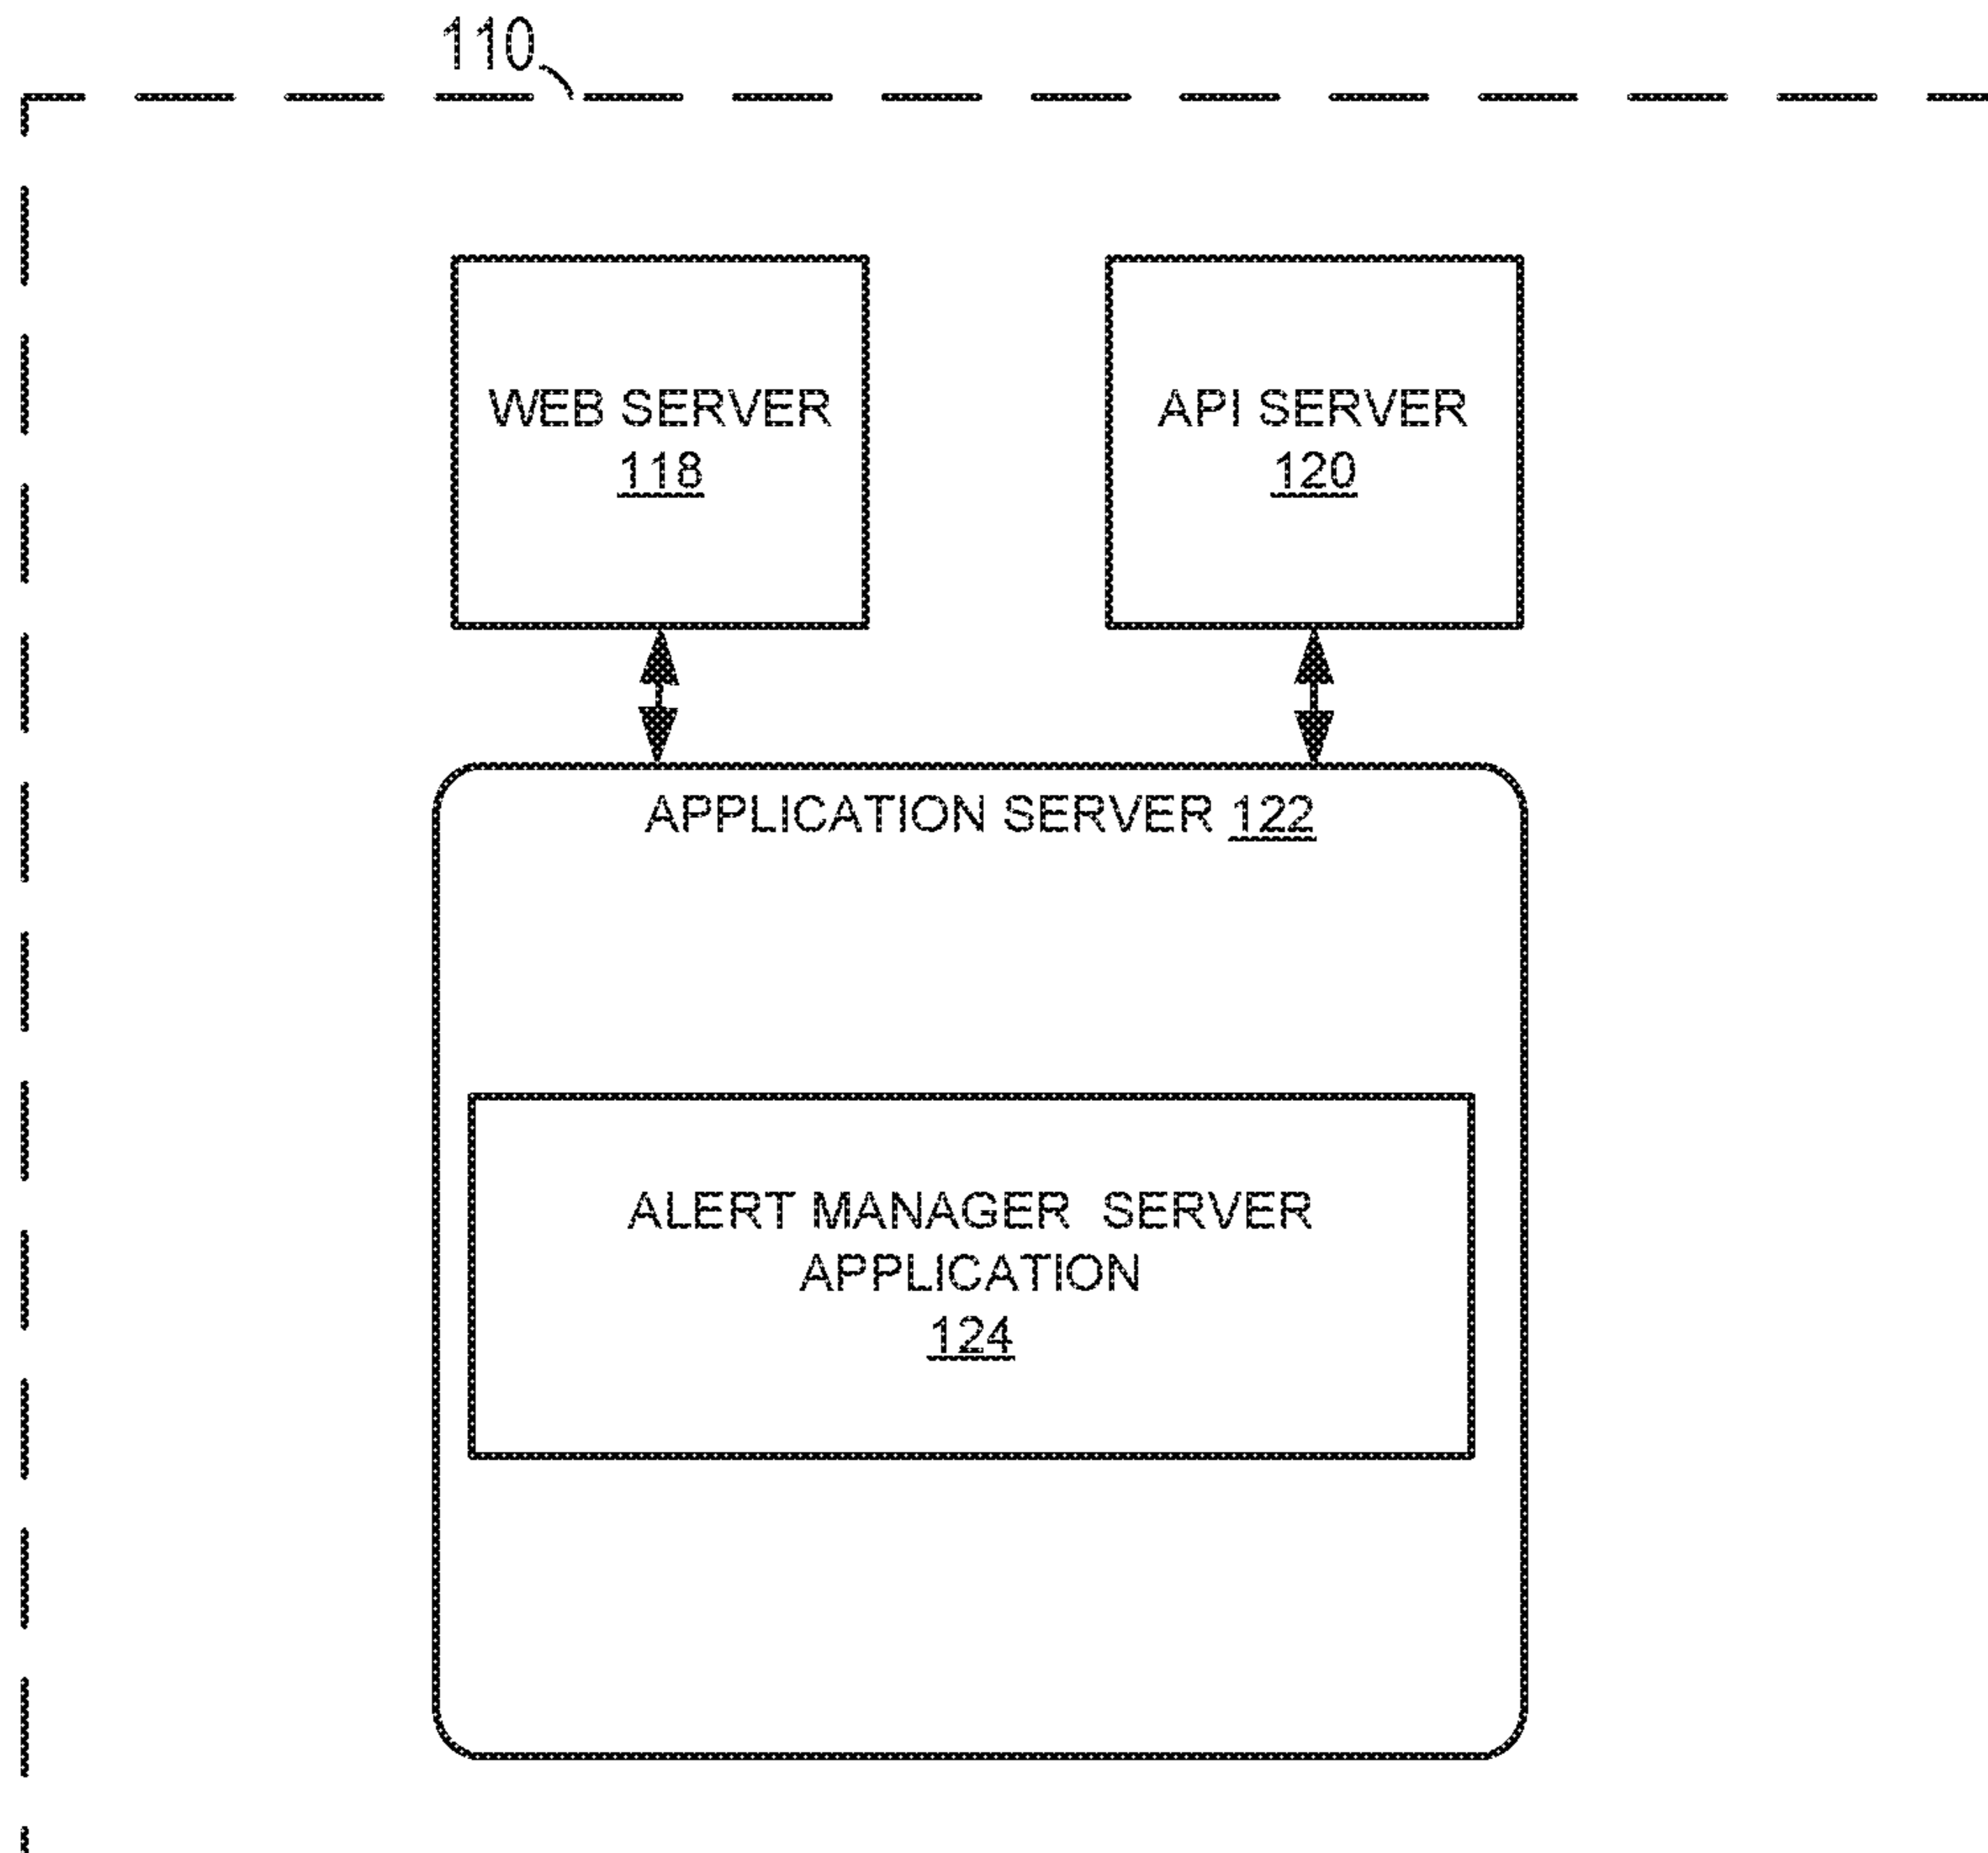 110
WEB SERVER
118
API SERVER
120
APPLICATION SERVER 122
ALERT MANAGER SERVER
APPLICATION
124